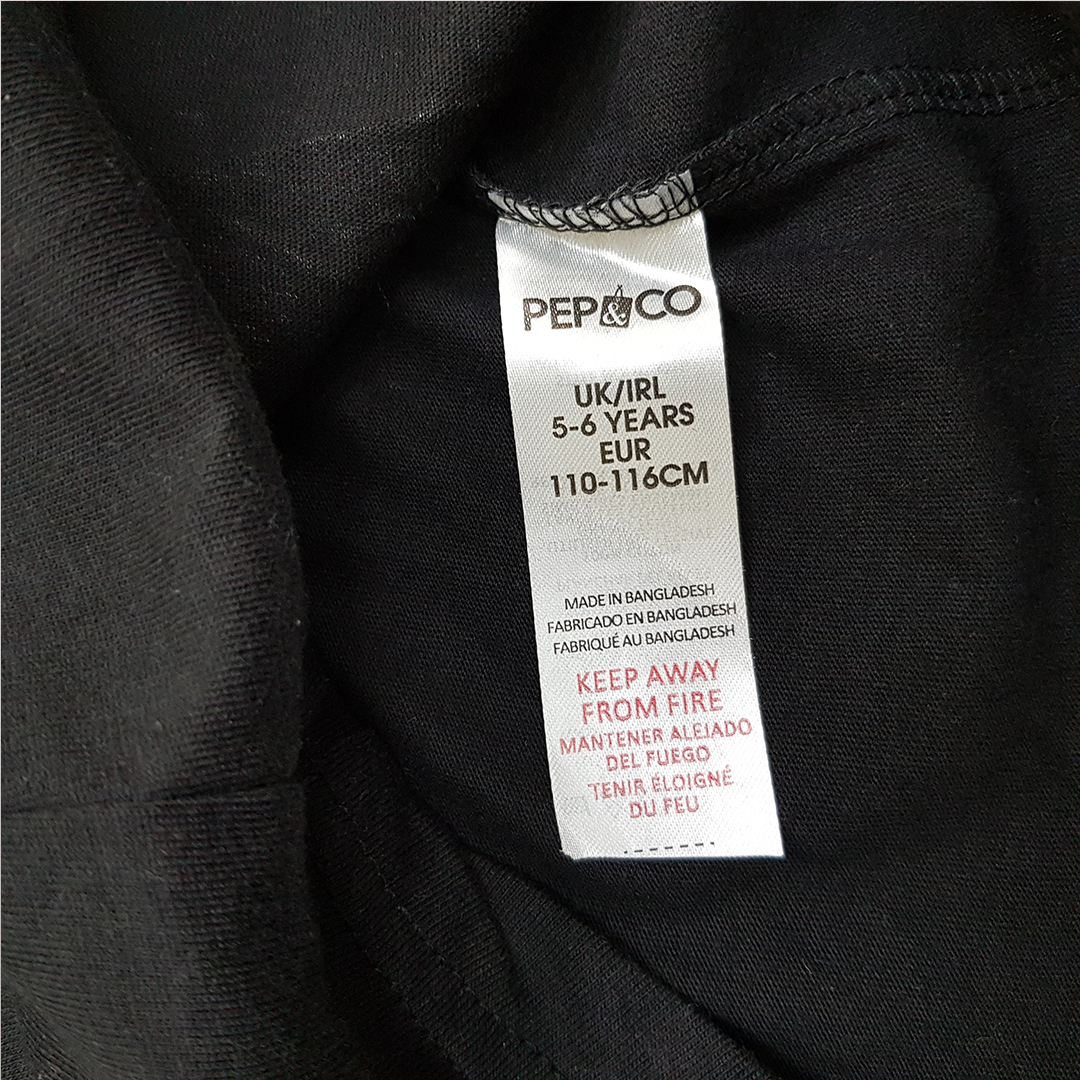 PEP&CO
UK/IRL
5-6 YEARS
EUR
110-116CM
MADE IN BANGLADESH
FABRICADO EN BANGLADESH
FABRIQUÉ AU BANGLADESH
KEEP AWAY
FROM FIRE
MANTENER ALEJADO
DEL FUEGO
TENIR ÉLOIGNÉ
DU FEU